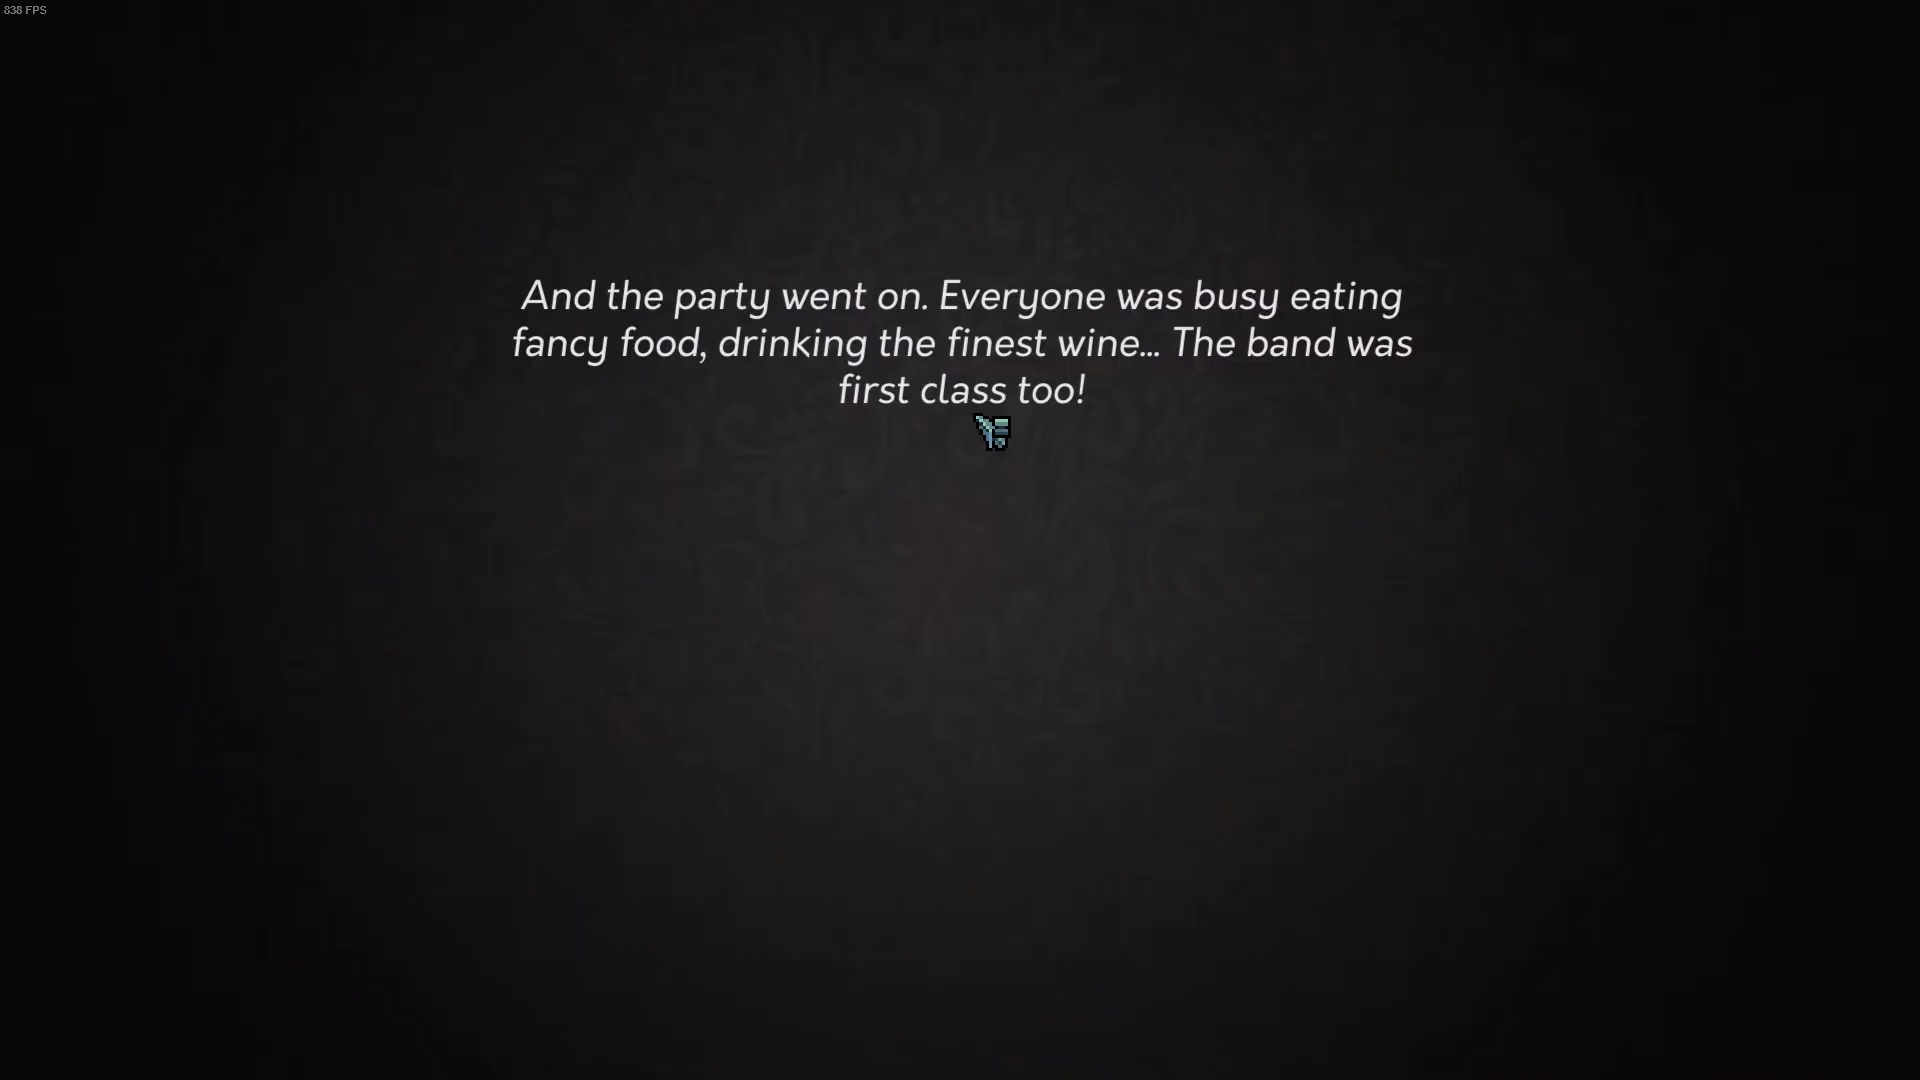 838 FPS
And the party went on. Everyone was busy eating
fancy food, drinking the finest wine... The band was
first class too!